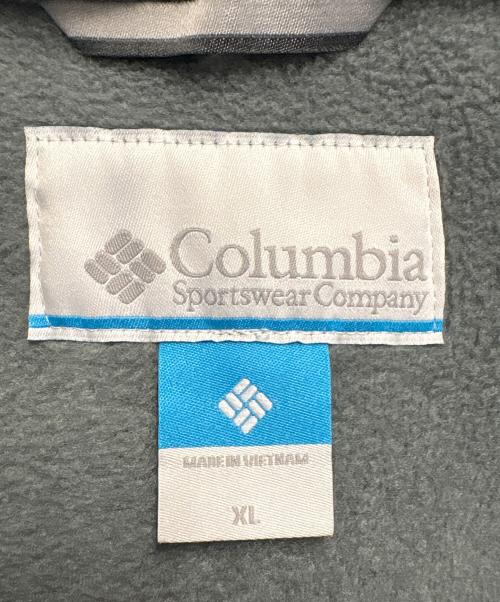 Columbia
Sportswear Company
MADE IN VIETNAM
XL